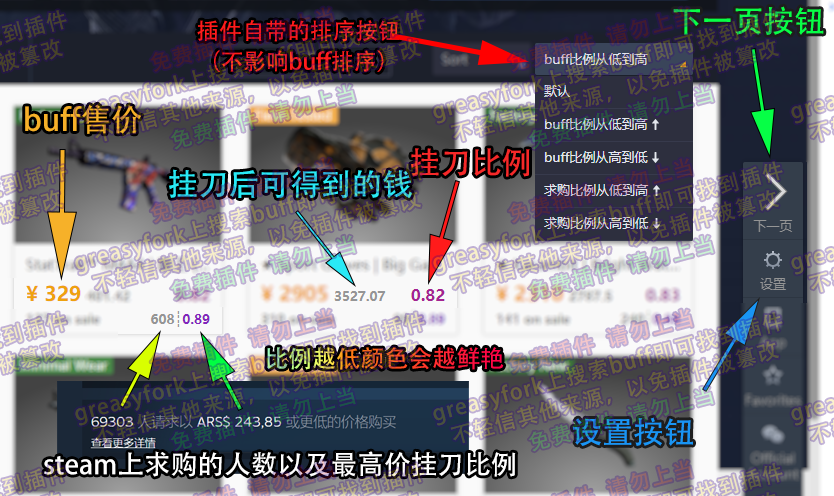 插件自带的排序按钮
（不影响buff排序）
下一页按钮
Sort
buff比例从低到高
默认
buff比例从低到高 ↑
buff比例从高到低 ↓
求购比例从低到高 ↑
求购比例从高到低 ↓
buff售价
挂刀后可得到的钱
挂刀比例
下一页
设置
¥ 329
¥ 2905 3527.07 0.82
0.83
608 0.89
141 on sale
比例越低颜色会越鲜艳
69303 人请求以 ARS$ 243,85 或更低的价格购买
查看更多详情
steam上求购的人数以及最高价挂刀比例
设置按钮
Favorites
Official
免费插件 请勿上当
greasyfork上搜索buff即可找到插件
不轻信其他来源，以免插件被篡改